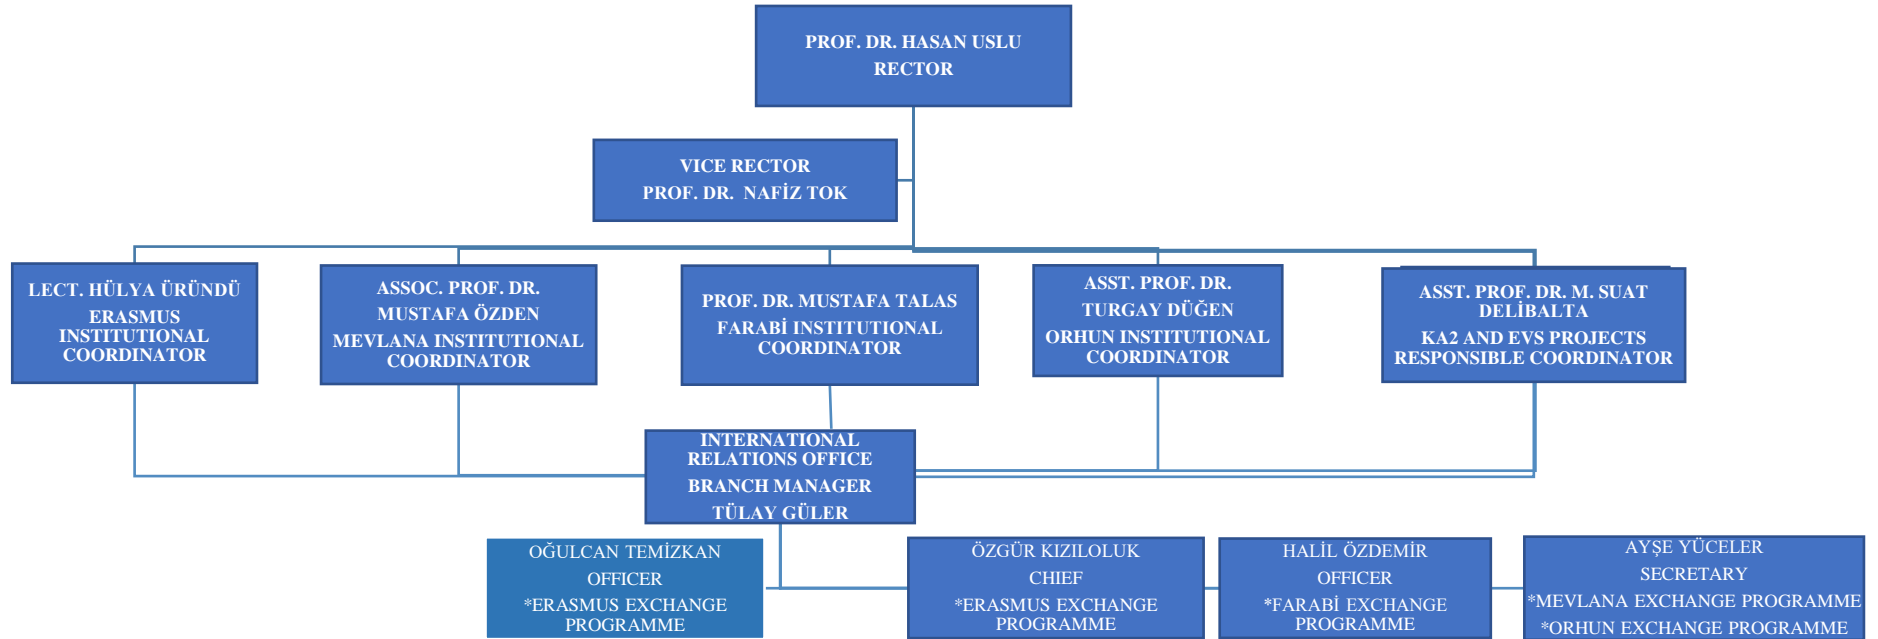 PROF. DR. HASAN USLU
RECTOR
VICE RECTOR
PROF. DR. NAFİZ TOK
LECT. HÜLYA ÜRÜNDÜ
ERASMUS
INSTITUTIONAL
COORDINATOR
ASSOC. PROF. DR.
MUSTAFA ÖZDEN
MEVLANA INSTITUTIONAL
COORDINATOR
PROF. DR. MUSTAFA TALAS
FARABİ INSTITUTIONAL
COORDINATOR
ASST. PROF. DR.
TURGAY DÜĞEN
ORHUN INSTITUTIONAL
COORDINATOR
ASST. PROF. DR. M. SUAT
DELİBALTA
KA2 AND EVS PROJECTS
RESPONSIBLE COORDINATOR
INTERNATIONAL
RELATIONS OFFICE
BRANCH MANAGER
TÜLAY GÜLER
OĞULCAN TEMİZKAN
OFFICER
*ERASMUS EXCHANGE
PROGRAMME
ÖZGÜR KIZILOLUK
CHIEF
*ERASMUS EXCHANGE
PROGRAMME
HALİL ÖZDEMİR
OFFICER
*FARABİ EXCHANGE
PROGRAMME
AYŞE YÜCELER
SECRETARY
*MEVLANA EXCHANGE PROGRAMME
*ORHUN EXCHANGE PROGRAMME